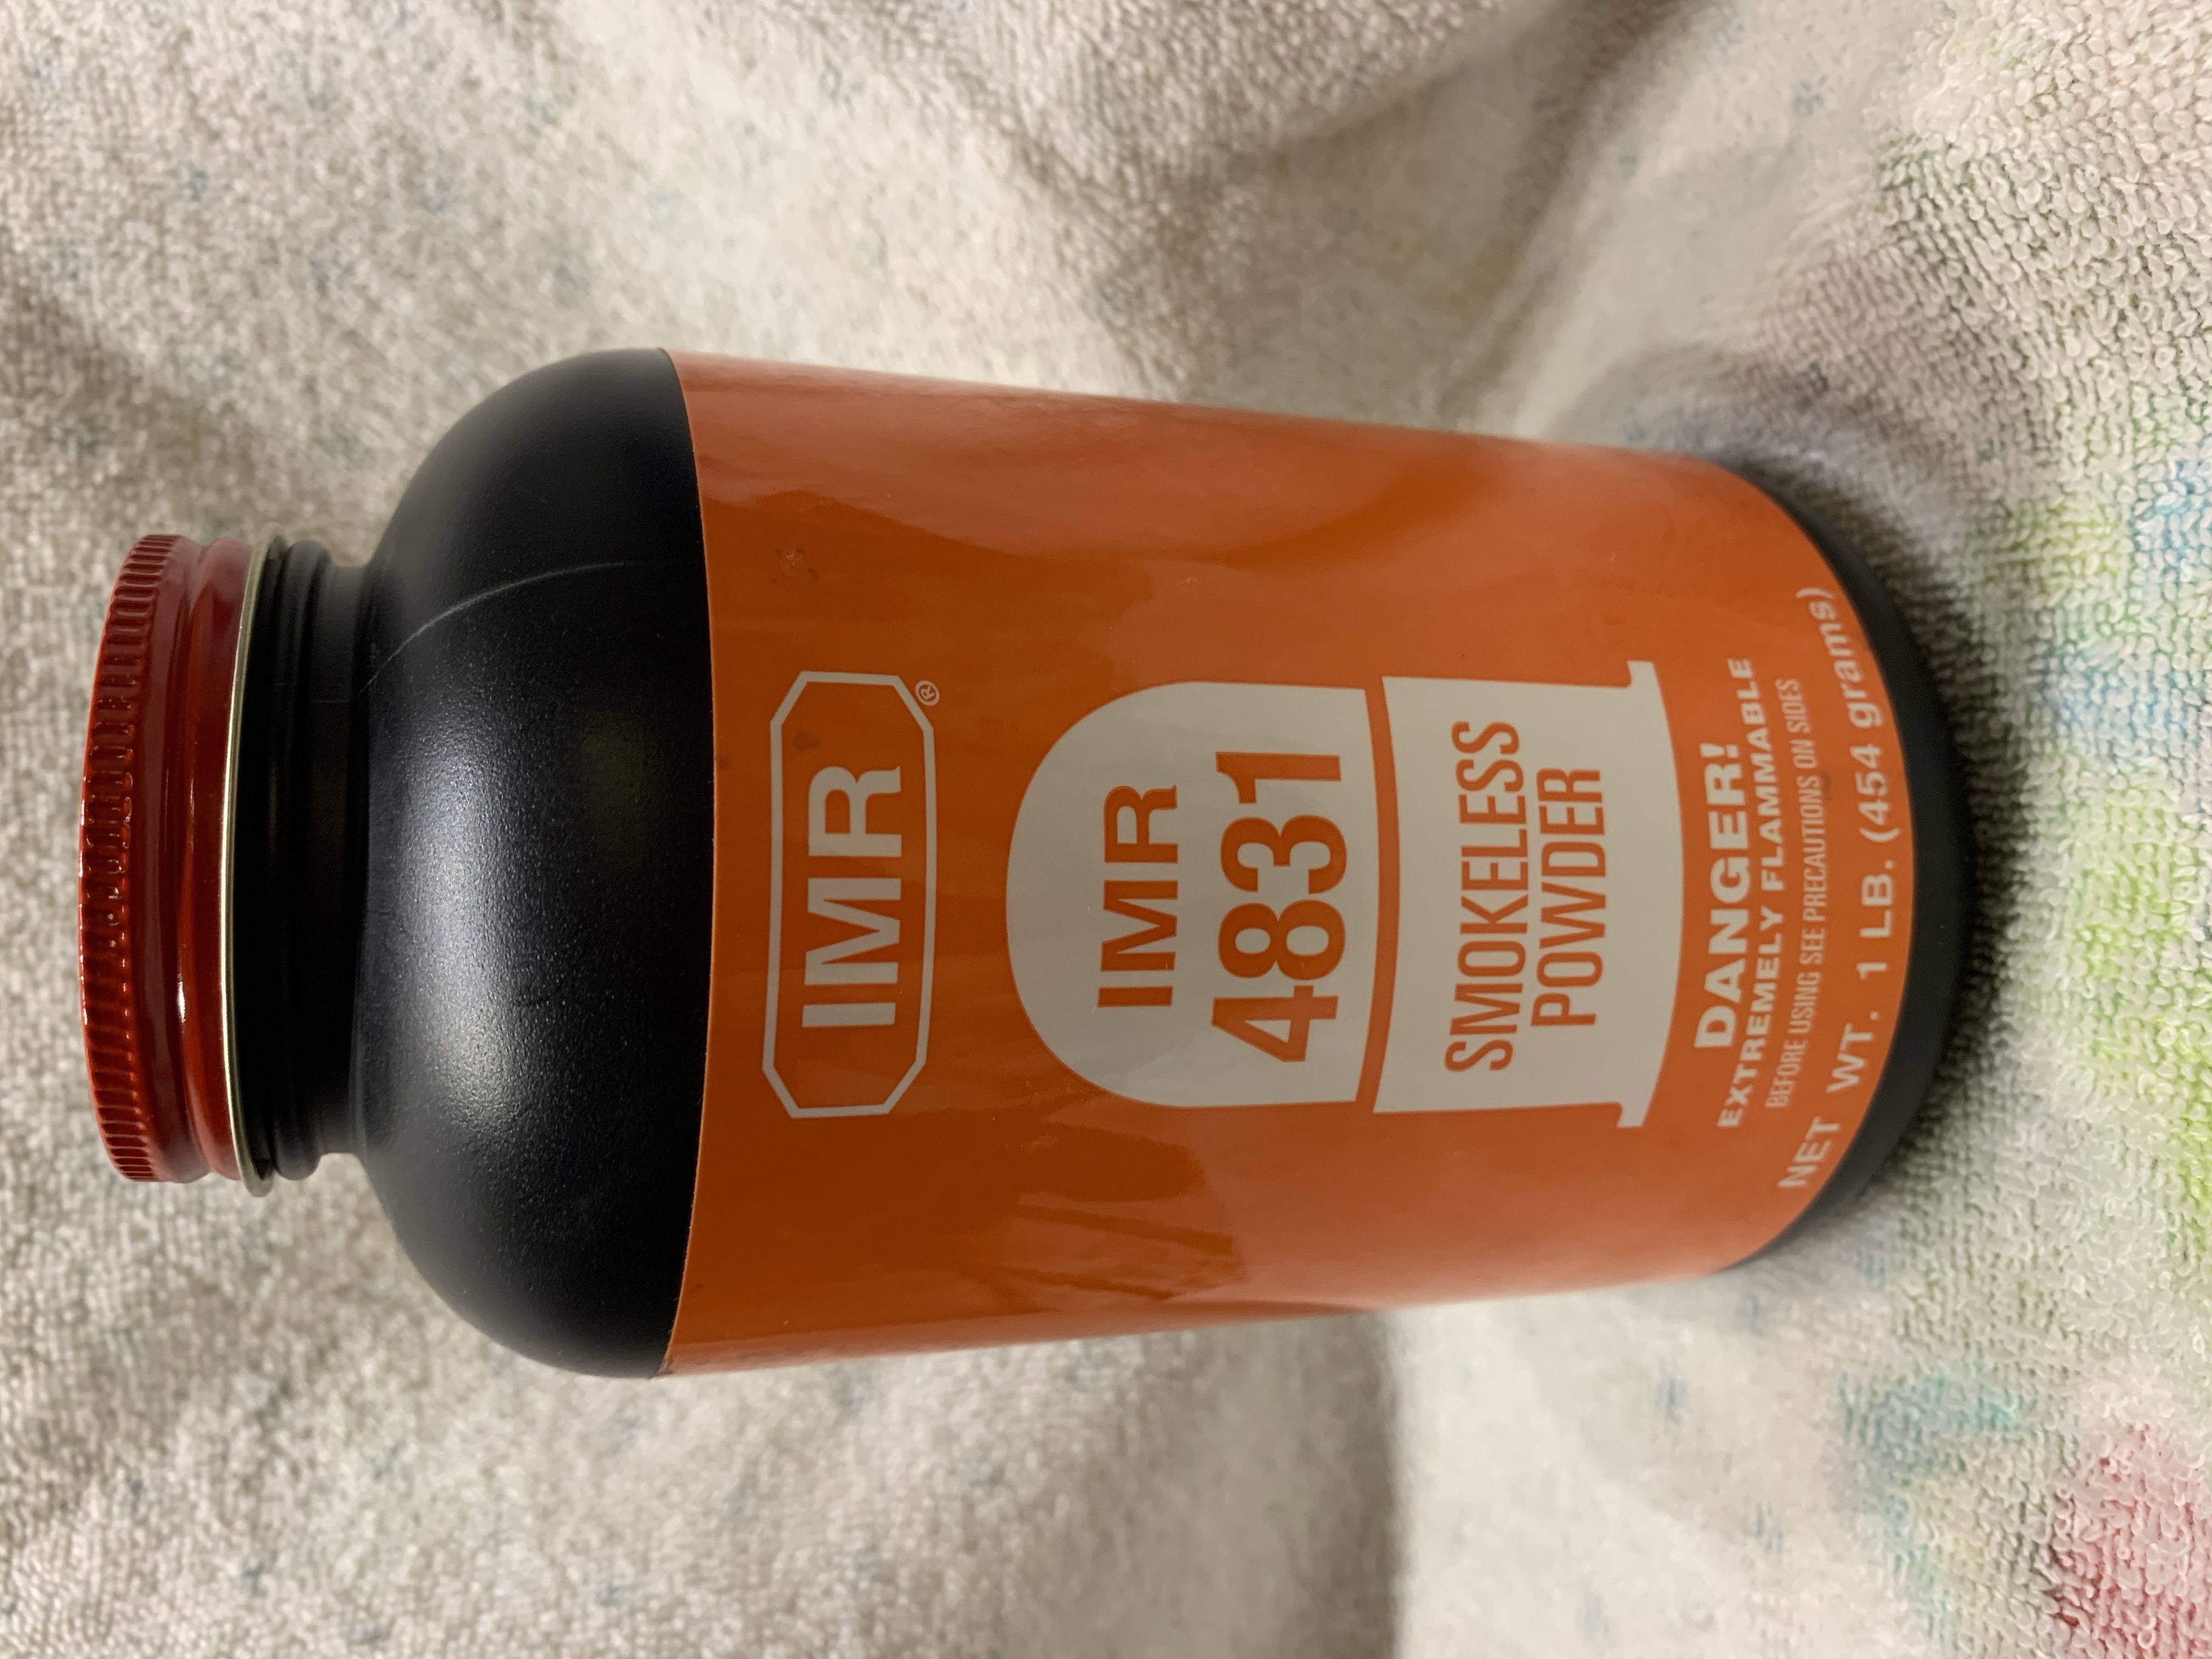 IMR®
IMR
4831
SMOKELESS
POWDER
DANGER!
EXTREMELY FLAMMABLE
BEFORE USING SEE PRECAUTIONS ON SIDES
NET WT. 1 LB. (454 grams)